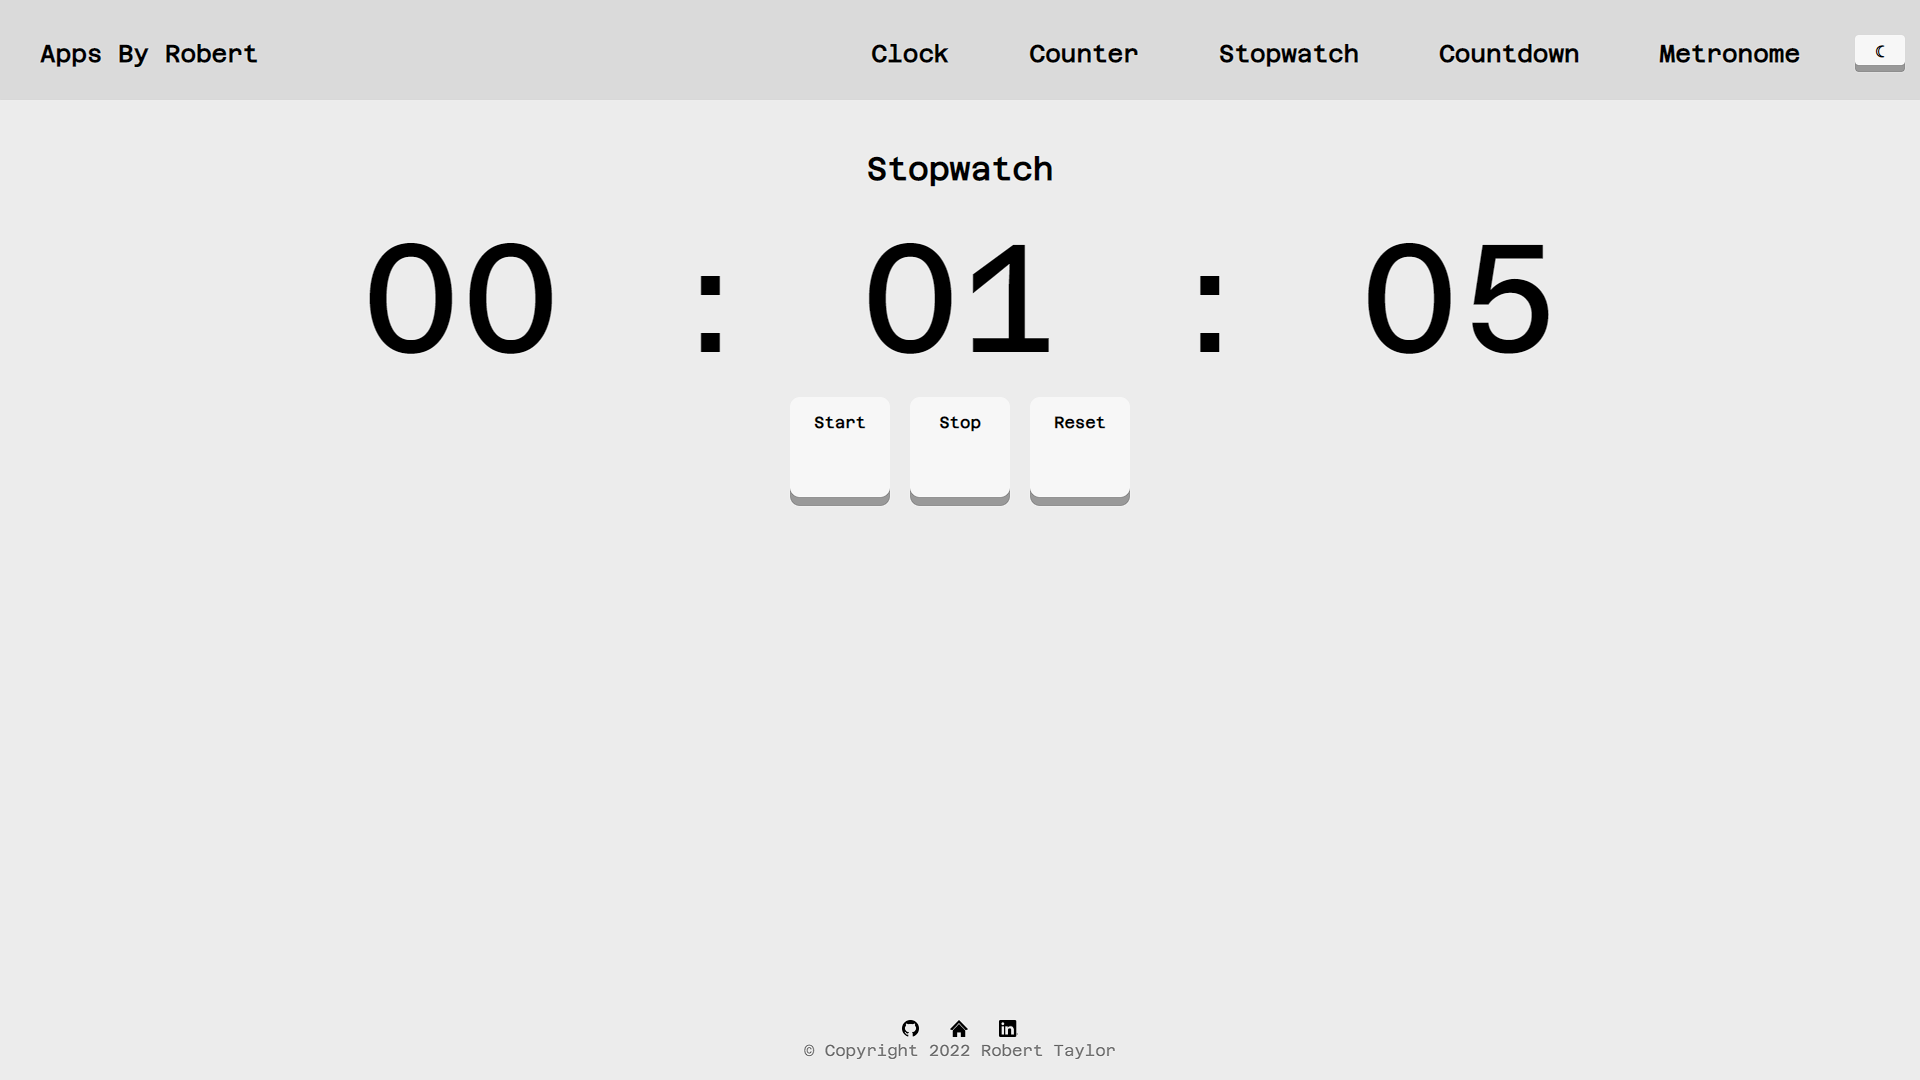 Apps By Robert Clock Counter Stopwatch Countdown Metronome
Stopwatch
00 : 01 : 05
Start Stop Reset
© Copyright 2022 Robert Taylor